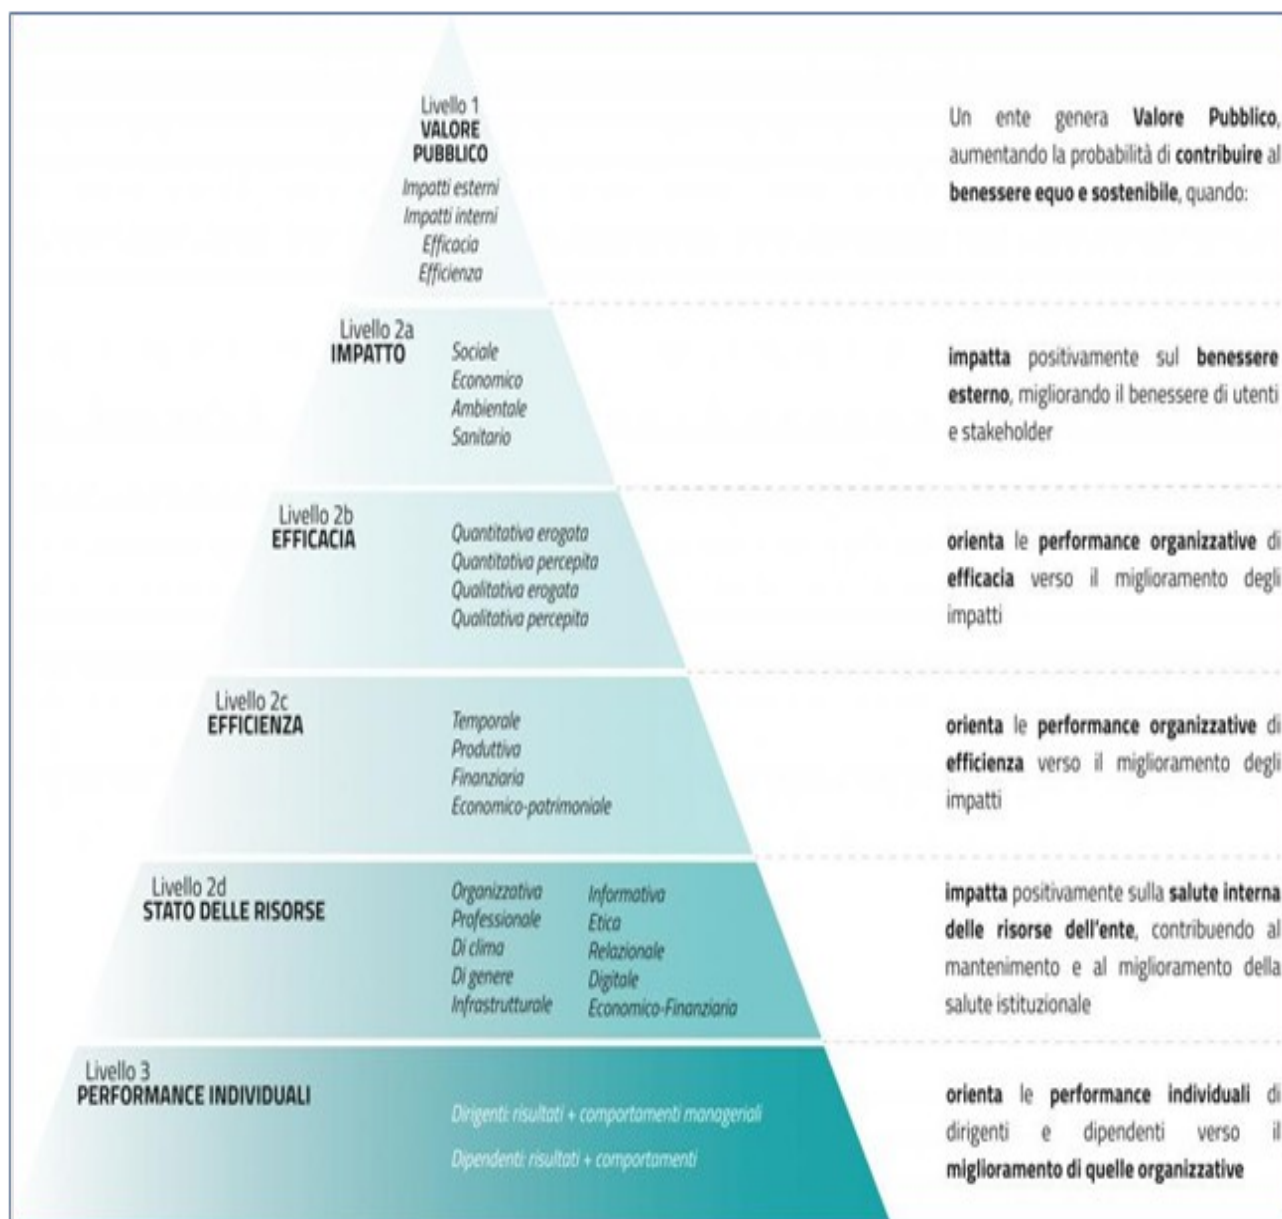 Livello 1
VALORE
PUBBLICO
Impatti esterni
Impatti interni
Efficacia
Efficienza
Un ente genera Valore Pubblico,
aumentando la probabilità di contribuire al
benessere equo e sostenibile, quando:
Livello 2a
IMPATTO
Sociale
Economico
Ambientale
Sanitario
impatta positivamente sul benessere
esterno, migliorando il benessere di utenti
e stakeholder
Livello 2b
EFFICACIA
Quantitativa erogata
Quantitativa percepita
Qualitativa erogata
Qualitativa percepita
orienta le performance organizzative di
efficacia verso il miglioramento degli
impatti
Livello 2c
EFFICIENZA
Temporale
Produttiva
Finanziaria
Economico-patrimoniale
orienta le performance organizzative di
efficienza verso il miglioramento degli
impatti
Livello 2d
STATO DELLE RISORSE
Organizzativa
Professionale
Di clima
Di genere
Infrastrutturale
Informativa
Etica
Relazionale
Digitale
Economico-Finanziaria
impatta positivamente sulla salute interna
delle risorse dell'ente, contribuendo al
mantenimento e al miglioramento della
salute istituzionale
Livello 3
PERFORMANCE INDIVIDUALI
Dirigenti: risultati + comportamenti manageriali
Dipendenti: risultati + comportamenti
orienta le performance individuali di
dirigenti e dipendenti verso il
miglioramento di quelle organizzative